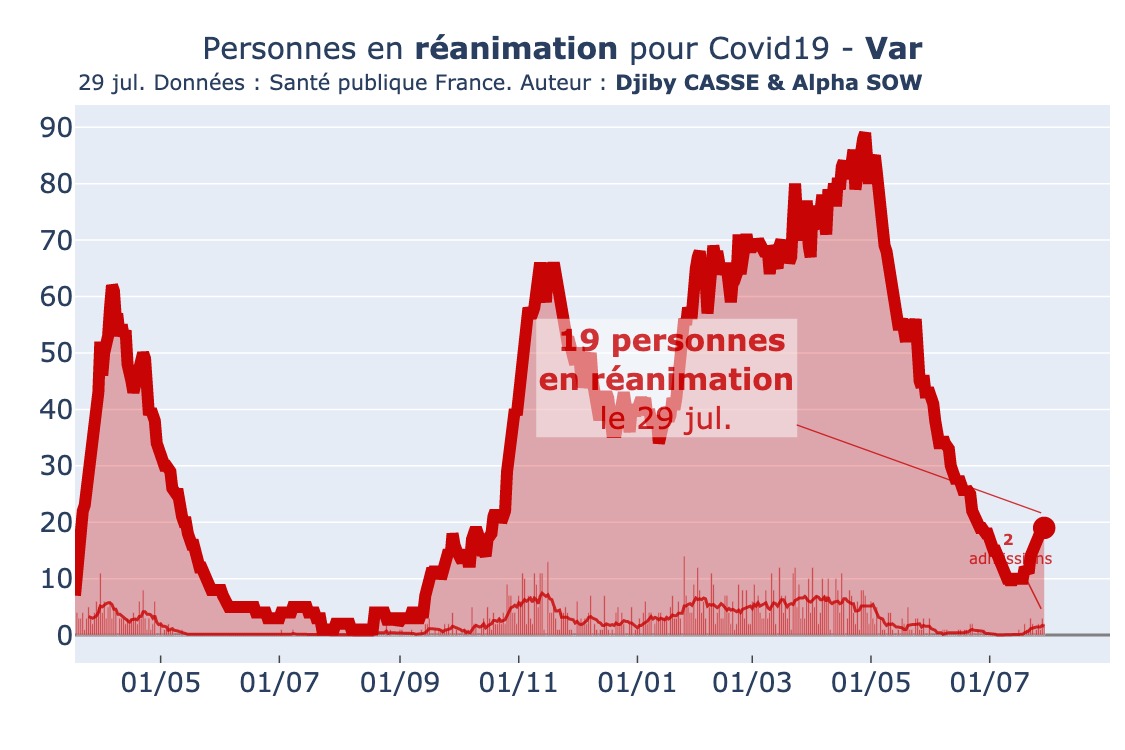 Personnes en réanimation pour Covid19 - Var
29 jul. Données : Santé publique France. Auteur : Djiby CASSE & Alpha SOW
90
80
70
60
50
40
30
20
10
0
19 personnes
en réanimation
le 29 jul.
2
admissions
01/05 01/07 01/09 01/11 01/01 01/03 01/05 01/07